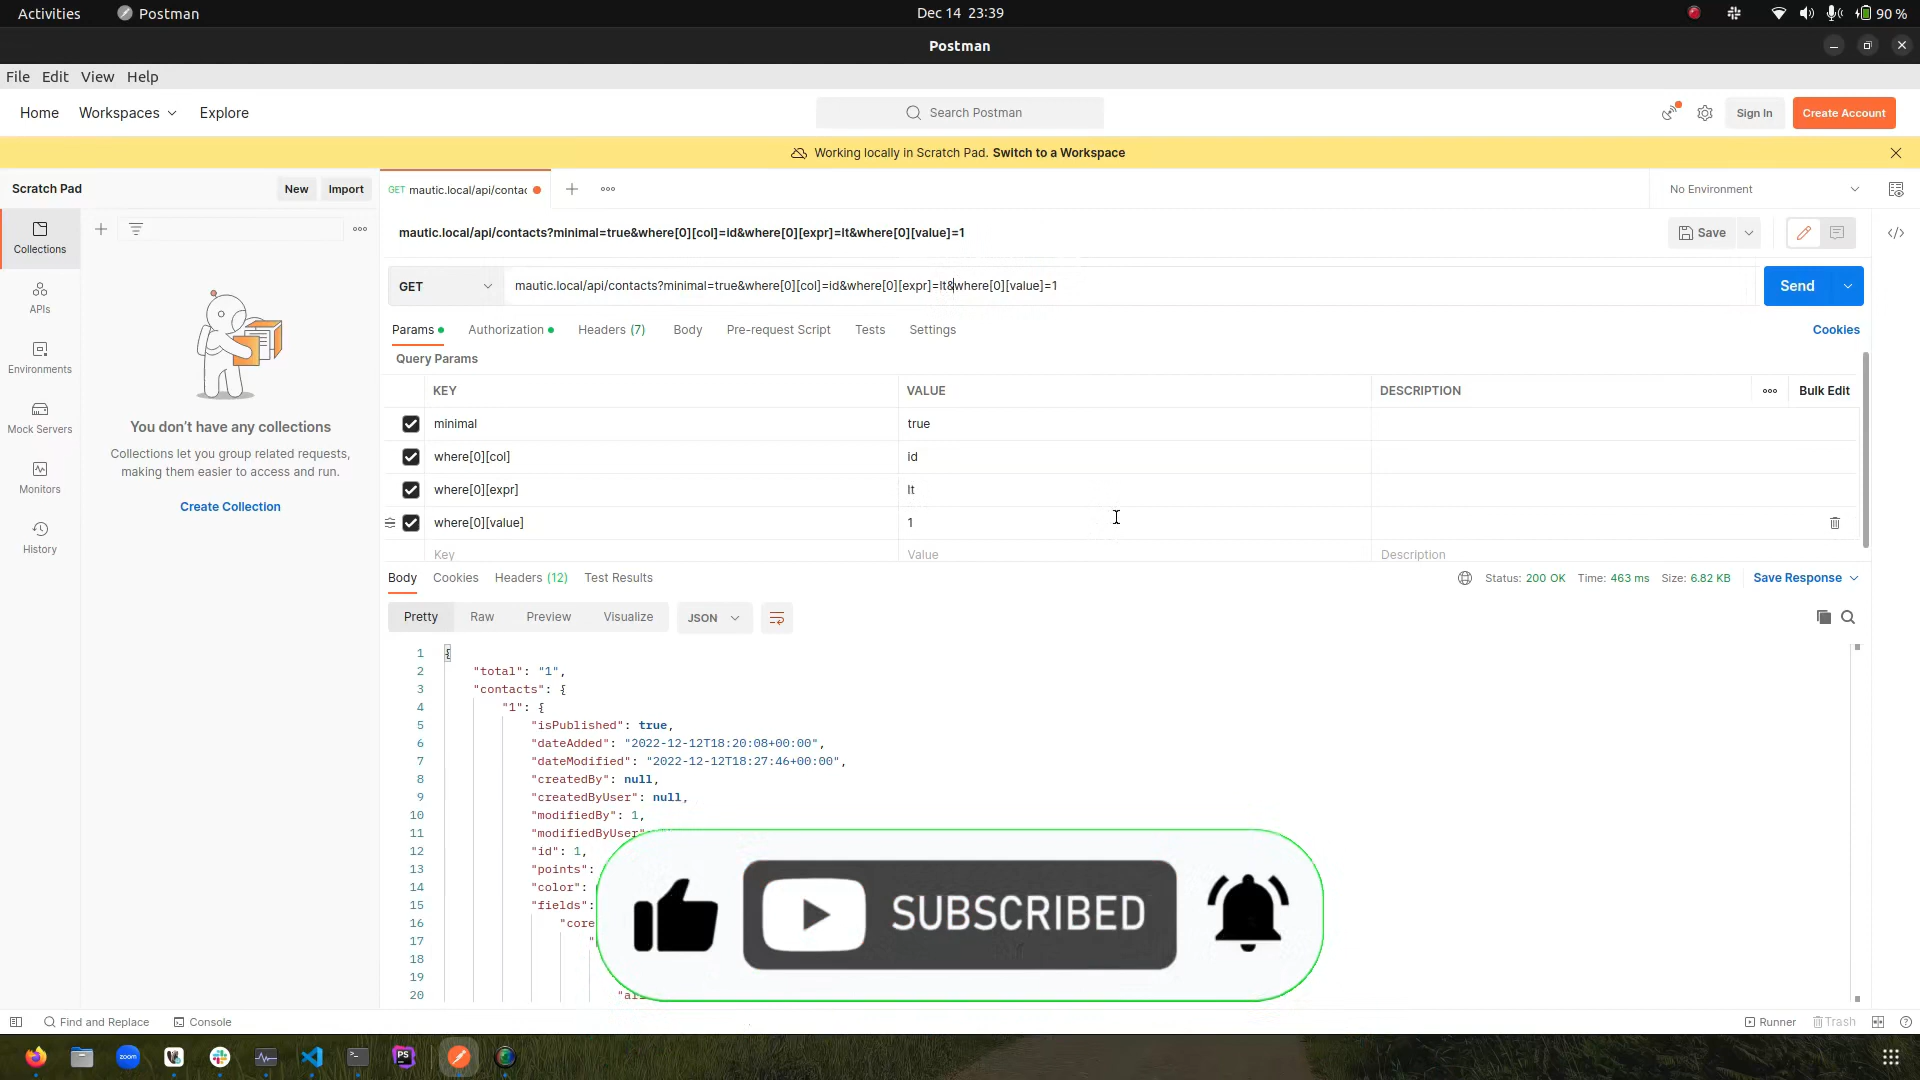 Activities
Postman
Dec 14 23:39
90 %
Postman
File Edit View Help
Home Workspaces Explore
Search Postman
Sign In
Create Account
Working locally in Scratch Pad. Switch to a Workspace
Scratch Pad
New
Import
GET mautic.local/api/contac
No Environment
Collections
APIs
Environments
Mock Servers
Monitors
History
You don't have any collections
Collections let you group related requests,
making them easier to access and run.
Create Collection
mautic.local/api/contacts?minimal=true&where[0][col]=id&where[0][expr]=lt&where[0][value]=1
Save
GET
mautic.local/api/contacts?minimal=true&where[0][col]=id&where[0][expr]=lt&where[0][value]=1
Send
Params Authorization Headers (7) Body Pre-request Script Tests Settings
Cookies
Query Params
KEY VALUE DESCRIPTION Bulk Edit
minimal true
where[0][col] id
where[0][expr] lt
where[0][value] 1
Key Value Description
Body Cookies Headers (12) Test Results
Status: 200 OK Time: 463 ms Size: 6.82 KB Save Response
Pretty Raw Preview Visualize JSON
1 {
2 "total": "1",
3 "contacts": {
4 "1": {
5 "isPublished": true,
6 "dateAdded": "2022-12-12T18:20:08+00:00",
7 "dateModified": "2022-12-12T18:27:46+00:00",
8 "createdBy": null,
9 "createdByUser": null,
10 "modifiedBy": 1,
11 "modifiedByUser"
12 "id": 1,
13 "points":
14 "color":
15 "fields":
16 "core
17
18
19
20 "al
SUBSCRIBED
Find and Replace
Console
Runner
Trash
zoom
PS